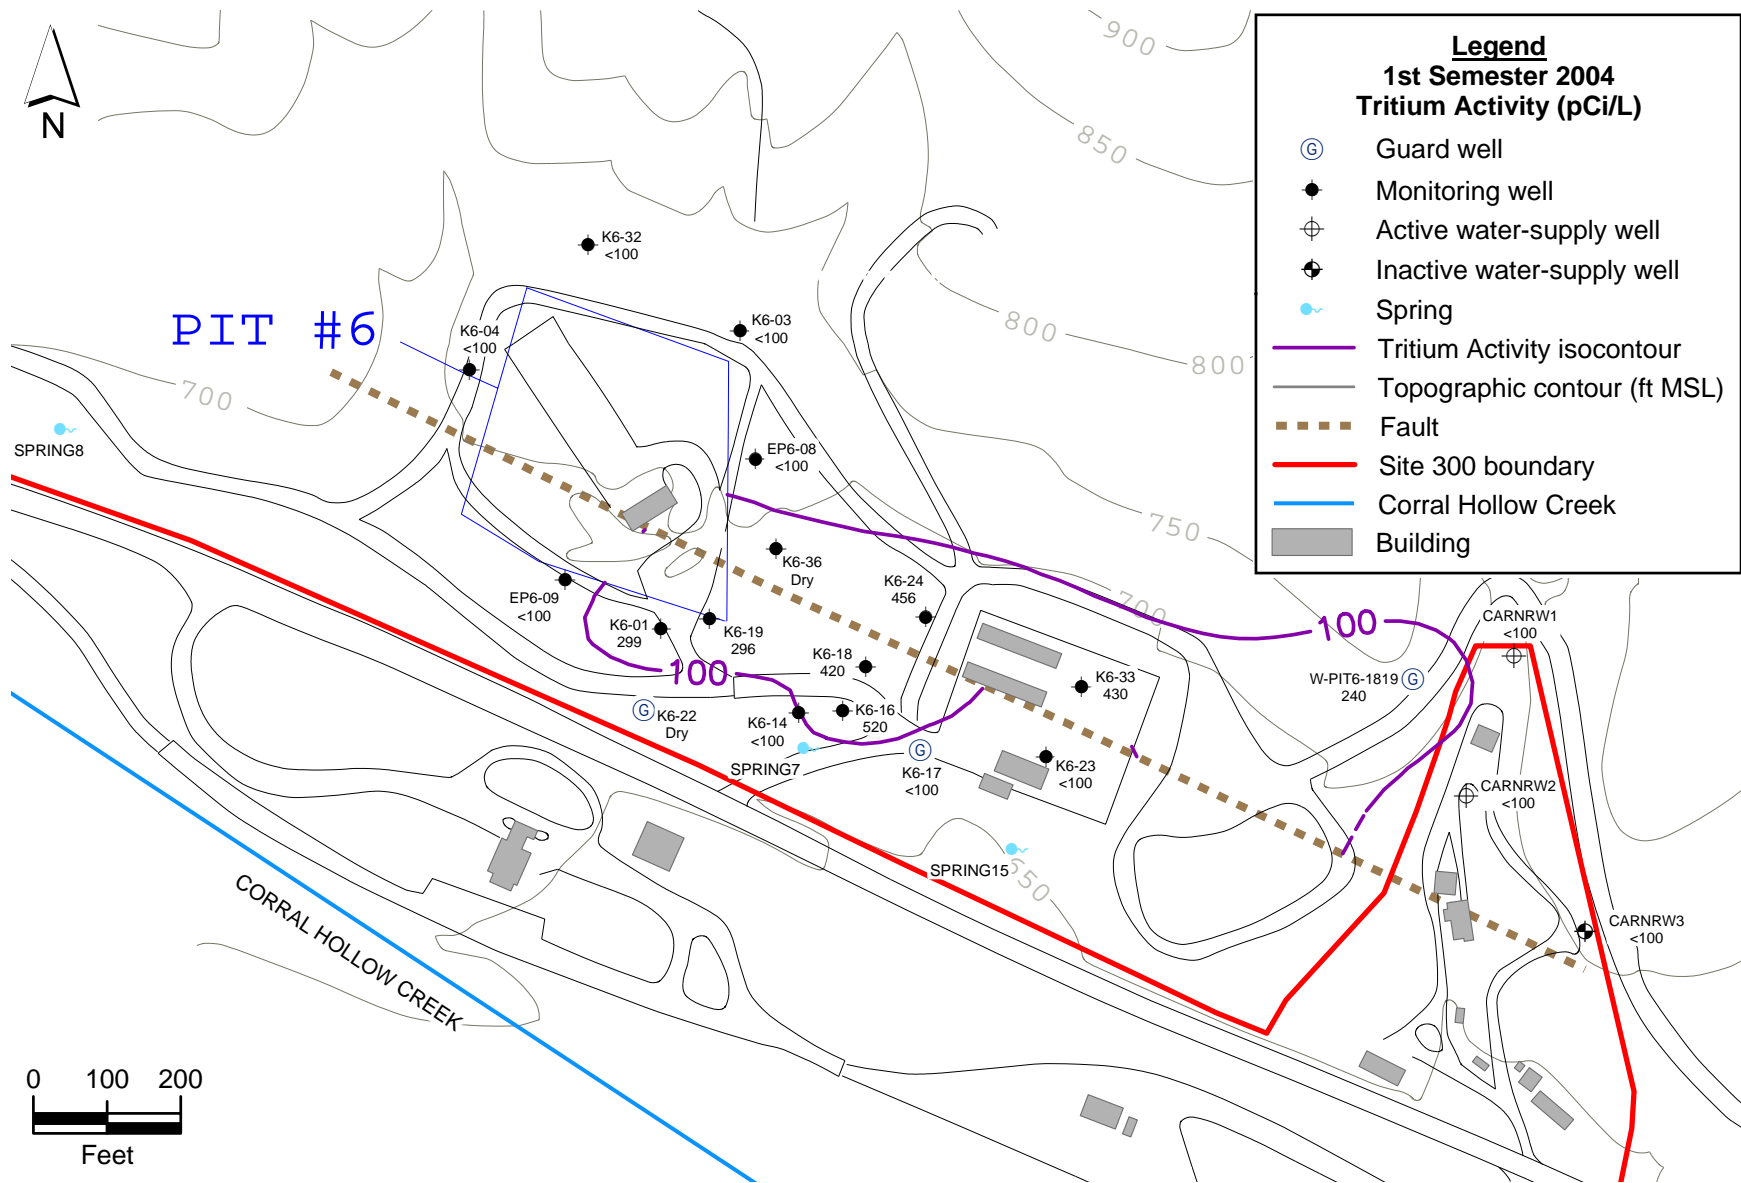 Legend
1st Semester 2004
Tritium Activity (pCi/L)
Guard well
Monitoring well
Active water-supply well
Inactive water-supply well
Spring
Tritium Activity isocontour
Topographic contour (ft MSL)
Fault
Site 300 boundary
Corral Hollow Creek
Building
G
N
900
850
800
800
750
700
700
650
PIT #6
K6-32
<100
K6-03
<100
K6-04
<100
SPRING8
EP6-08
<100
K6-36
Dry
K6-24
456
EP6-09
<100
K6-01
299
K6-19
296
K6-18
420
K6-33
430
100
100
CARNRW1
<100
W-PIT6-1819
240
G
G
K6-22
Dry
K6-14
<100
K6-16
520
SPRING7
G
K6-17
<100
K6-23
<100
CARNRW2
<100
SPRING15
CARNRW3
<100
CORRAL HOLLOW CREEK
0 100 200
Feet